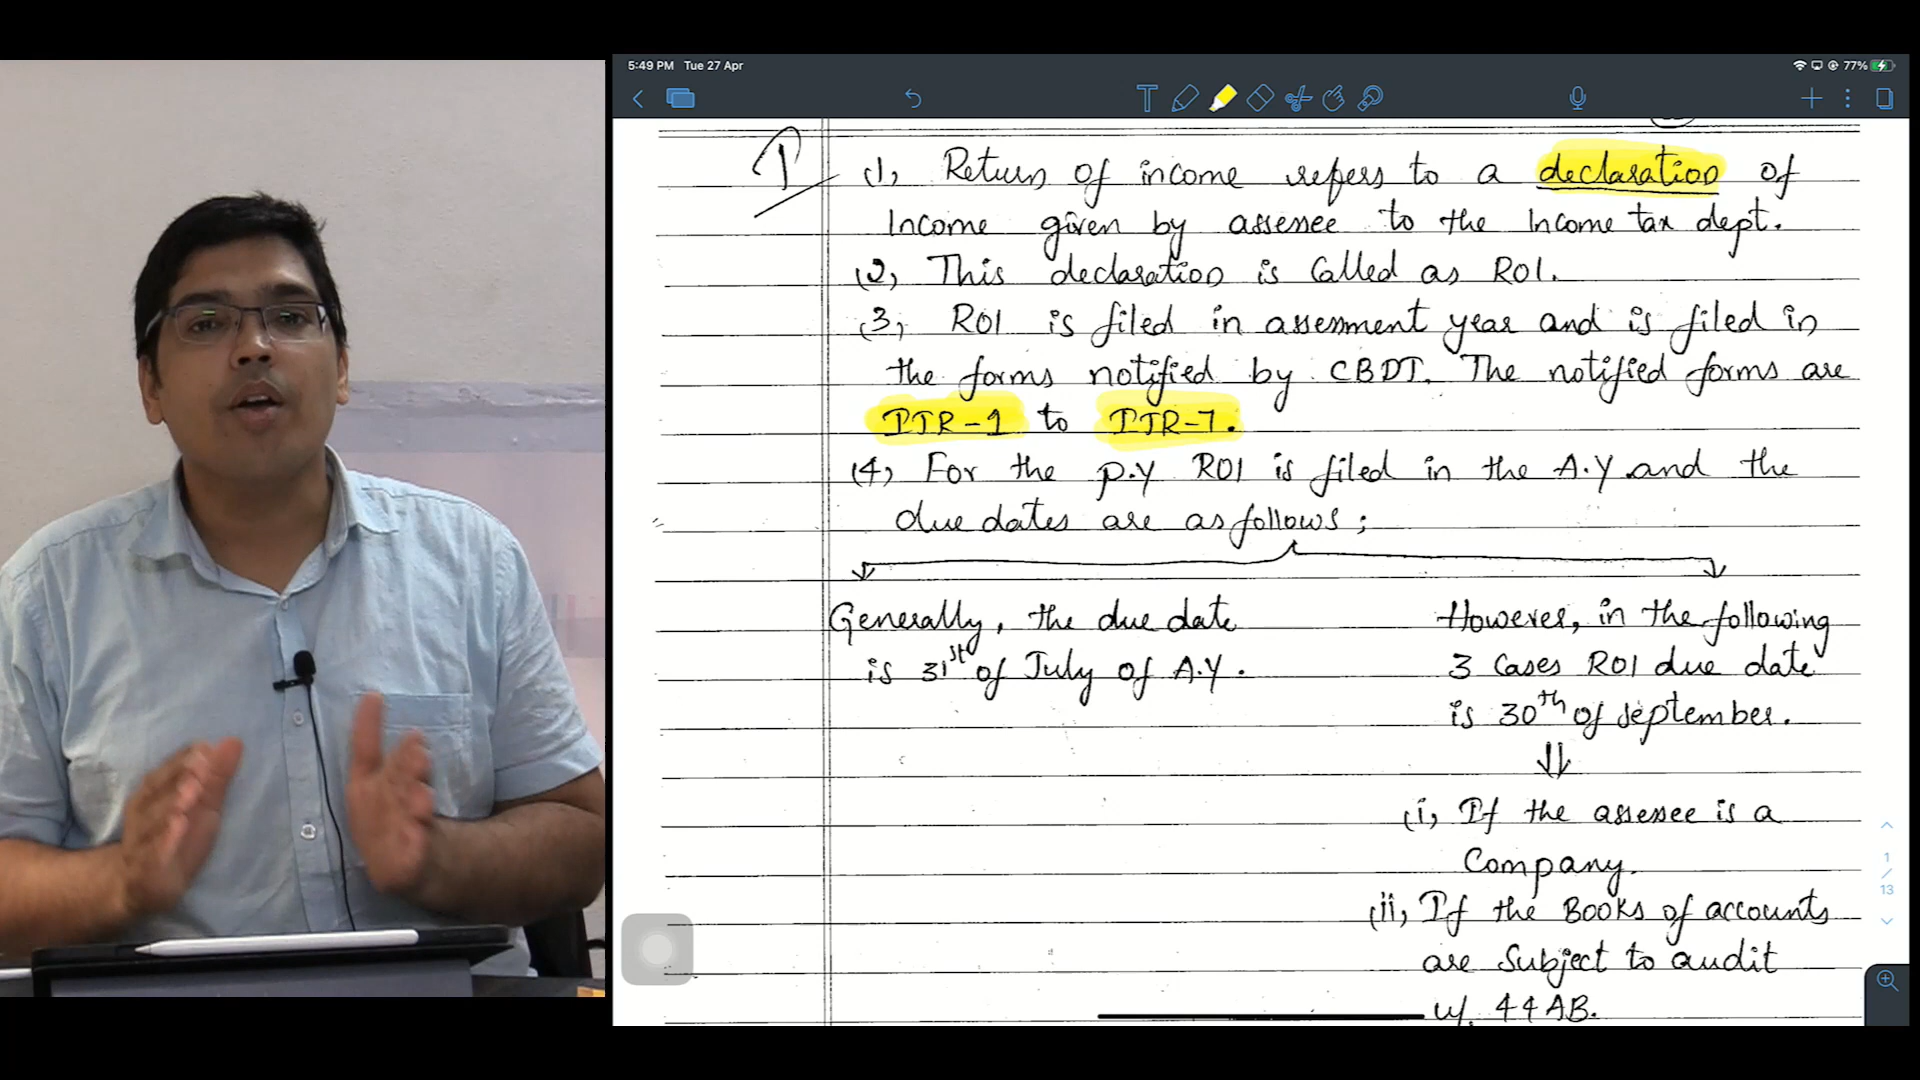 5:49 PM Tue 27 Apr
77%
I
(1) Return of income refers to a declaration of
Income given by assessee to the Income tax dept.
(2) This declaration is called as ROI.
(3) ROI is filed in assessment year and is filed in
the forms notified by CBDT. The notified forms are
ITR-1 to ITR-7.
(4) For the P.Y ROI is filed in the A.Y and the
due dates are as follows;
Generally, the due date
is 31st of July of A.Y.
However, in the following
3 Cases ROI due date
is 30th of September.
(i) If the assessee is a
Company.
(ii) If the Books of accounts
are Subject to audit
u/. 44AB.
1
/
13